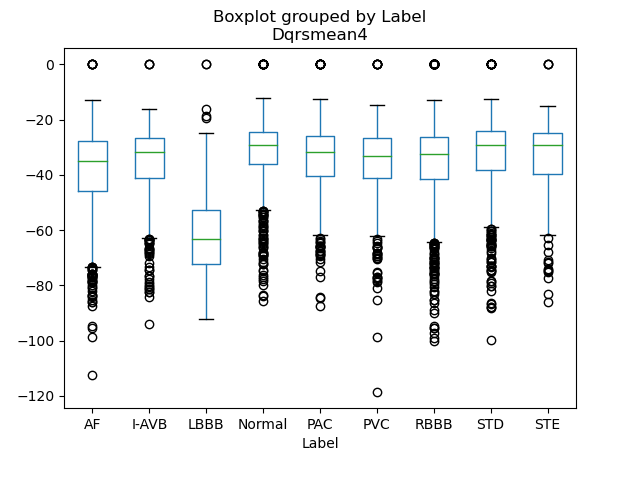 Boxplot grouped by Label
Dqrsmean4
0
−20
−40
−60
−80
−100
−120
AF I-AVB LBBB Normal PAC PVC RBBB STD STE
Label